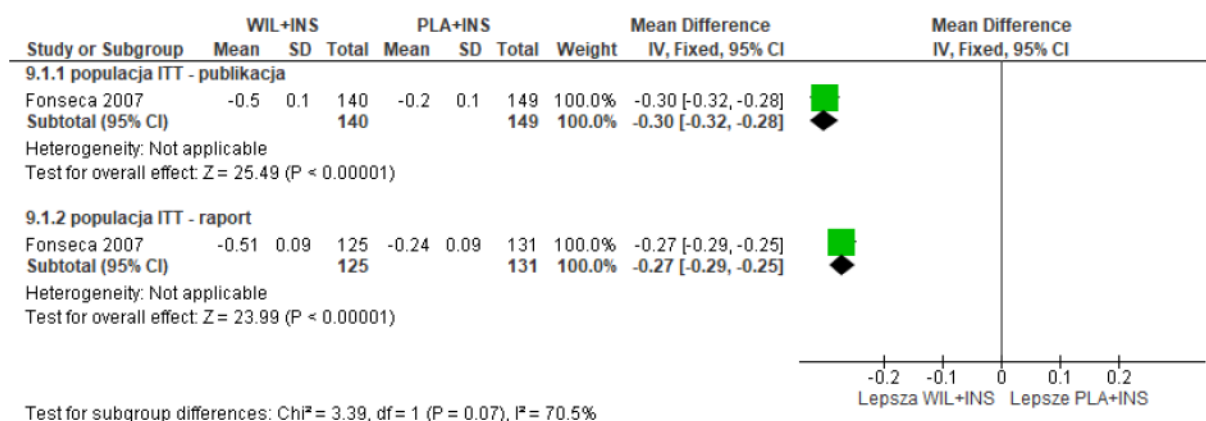 WIL+INS PLA+INS Mean Difference Mean Difference
Study or Subgroup Mean SD Total Mean SD Total Weight IV, Fixed, 95% CI IV, Fixed, 95% CI
9.1.1 populacja ITT - publikacja
Fonseca 2007 -0.5 0.1 140 -0.2 0.1 149 100.0% -0.30 [-0.32, -0.28]
Subtotal (95% CI) 140 149 100.0% -0.30 [-0.32, -0.28]
Heterogeneity: Not applicable
Test for overall effect: Z = 25.49 (P < 0.00001)
9.1.2 populacja ITT - raport
Fonseca 2007 -0.51 0.09 125 -0.24 0.09 131 100.0% -0.27 [-0.29, -0.25]
Subtotal (95% CI) 125 131 100.0% -0.27 [-0.29, -0.25]
Heterogeneity: Not applicable
Test for overall effect: Z = 23.99 (P < 0.00001)
-0.2 -0.1 0 0.1 0.2
Lepsza WIL+INS Lepsze PLA+INS
Test for subgroup differences: Chi² = 3.39, df = 1 (P = 0.07), I² = 70.5%